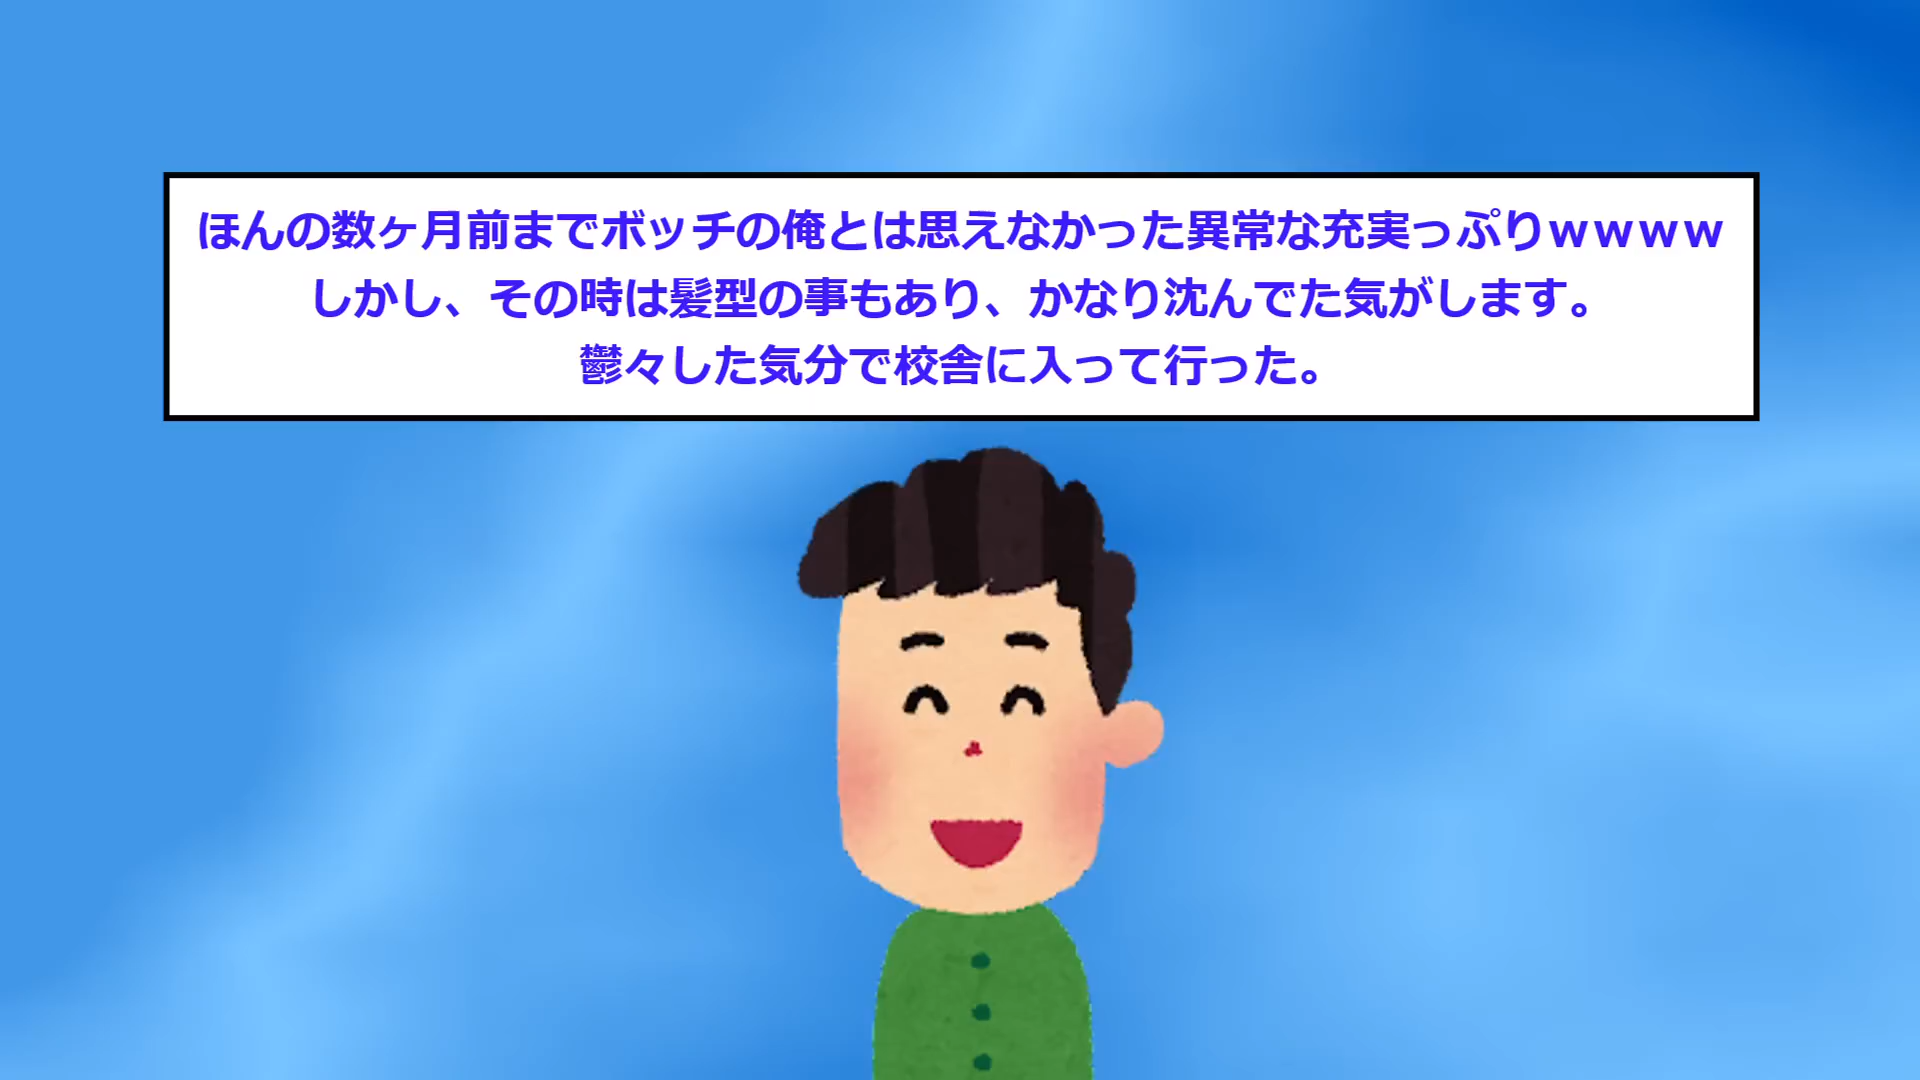 ほんの数ヶ月前までボッチの俺とは思えなかった異常な充実っぷりｗｗｗｗ
しかし、その時は髪型の事もあり、かなり沈んでた気がします。
鬱々した気分で校舎に入って行った。